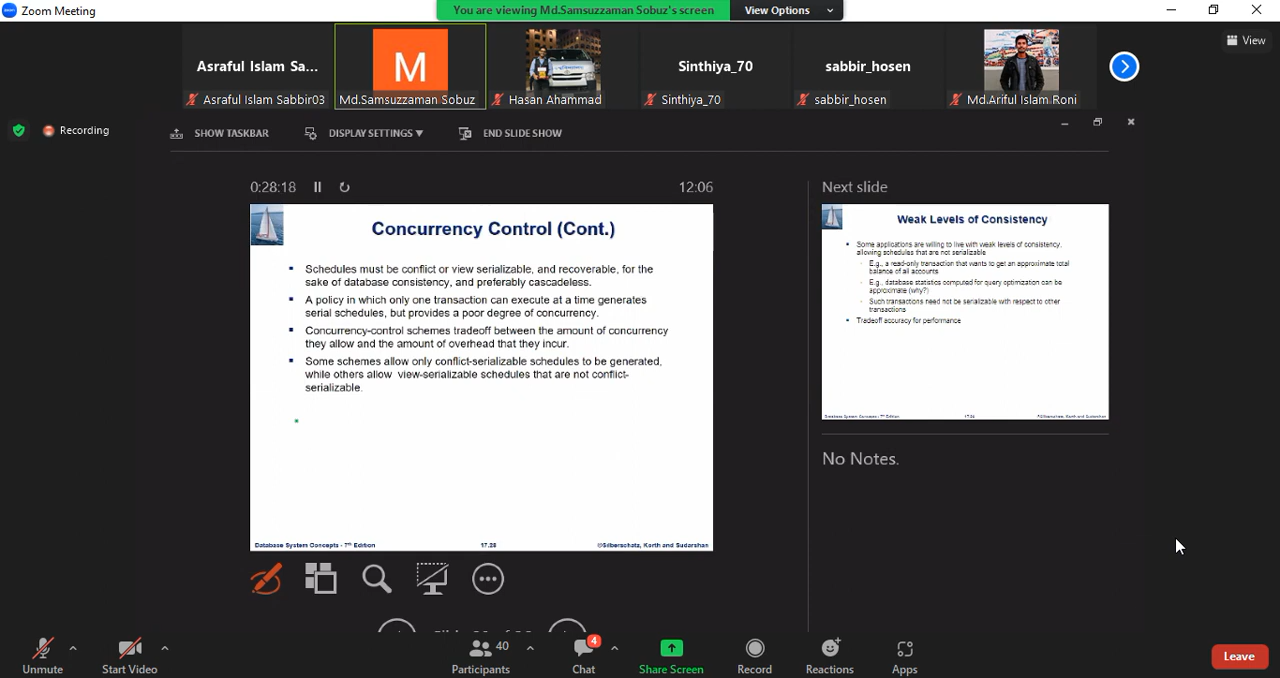 Zoom Meeting
You are viewing Md.Samsuzzaman Sobuz's screen
View Options
View
Asraful Islam Sa...
Asraful Islam Sabbir03
M
Md.Samsuzzaman Sobuz
Hasan Ahammad
Sinthiya_70
Sinthiya_70
sabbir_hosen
sabbir_hosen
Md.Ariful Islam Roni
Recording
SHOW TASKBAR
DISPLAY SETTINGS
END SLIDE SHOW
0:28:18
12:06
Concurrency Control (Cont.)
Schedules must be conflict or view serializable, and recoverable, for the
sake of database consistency, and preferably cascadeless.
A policy in which only one transaction can execute at a time generates
serial schedules, but provides a poor degree of concurrency.
Concurrency-control schemes tradeoff between the amount of concurrency
they allow and the amount of overhead that they incur.
Some schemes allow only conflict-serializable schedules to be generated,
while others allow view-serializable schedules that are not conflict-
serializable.
Database System Concepts - 7th Edition
17.28
©Silberschatz, Korth and Sudarshan
Next slide
Weak Levels of Consistency
Some applications are willing to live with weak levels of consistency,
allowing schedules that are not serializable
E.g., a read-only transaction that wants to get an approximate total
balance of all accounts
E.g., database statistics computed for query optimization can be
approximate (why?)
Such transactions need not be serializable with respect to other
transactions
Tradeoff accuracy for performance
Database System Concepts - 7th Edition
©Silberschatz, Korth and Sudarshan
No Notes.
Unmute
Start Video
40
Participants
4
Chat
Share Screen
Record
Reactions
Apps
Leave